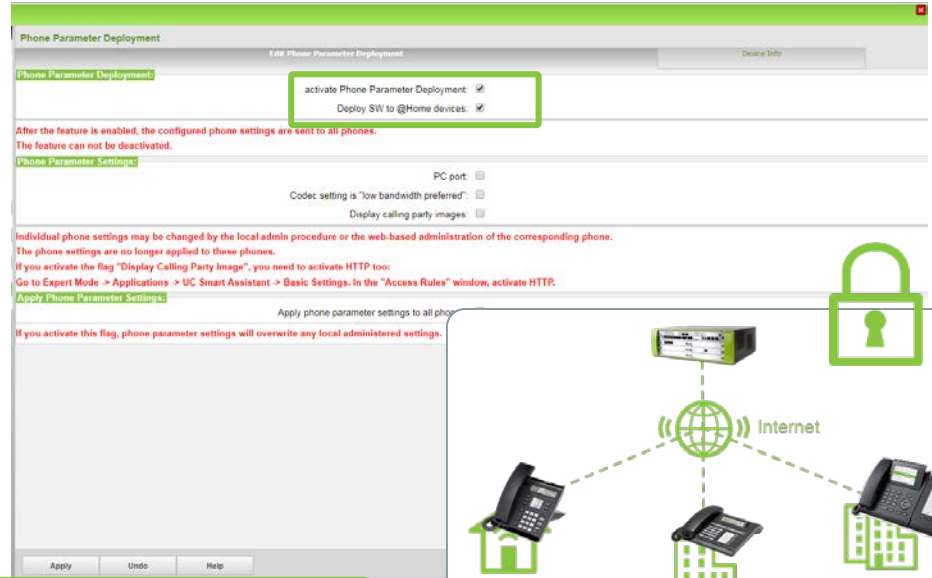 Phone Parameter Deployment
Edit Phone Parameter Deployment
Device Info
Phone Parameter Deployment:
activate Phone Parameter Deployment:
Deploy SW to @Home devices:
After the feature is enabled, the configured phone settings are sent to all phones.
The feature can not be deactivated.
Phone Parameter Settings:
PC port:
Codec setting is "low bandwidth preferred":
Display calling party images:
Individual phone settings may be changed by the local admin procedure or the web-based administration of the corresponding phone.
The phone settings are no longer applied to these phones.
If you activate the flag "Display Calling Party Image", you need to activate HTTP too:
Go to Expert Mode -> Applications -> UC Smart Assistant -> Basic Settings. In the "Access Rules" window, activate HTTP.
Apply Phone Parameter Settings:
Apply phone parameter settings to all
If you activate this flag, phone parameter settings will overwrite any local administered settings.
Internet
Apply Undo Help